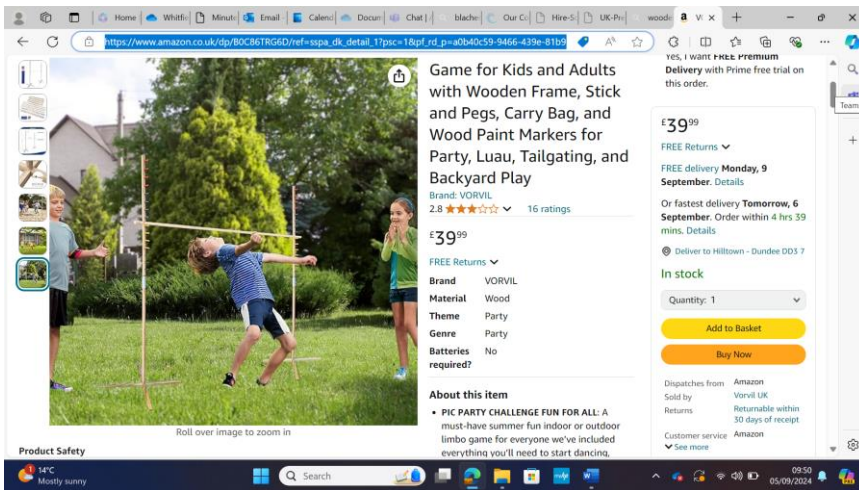 Home
Whitfi
Minute
Email -
Calend
Docum
Chat |
blache
Our Co
Hire-S
UK-Pr
woode
https://www.amazon.co.uk/dp/B0C86TRG6D/ref=sspa_dk_detail_1?psc=1&pf_rd_p=a0b40c59-9466-439e-81b9
Game for Kids and Adults
with Wooden Frame, Stick
and Pegs, Carry Bag, and
Wood Paint Markers for
Party, Luau, Tailgating, and
Backyard Play
Brand: VORVIL
2.8 16 ratings
£39⁹⁹
FREE Returns
Brand VORVIL
Material Wood
Theme Party
Genre Party
Batteries required? No
About this item
• PIC PARTY CHALLENGE FUN FOR ALL: A
must-have summer fun indoor or outdoor
limbo game for everyone we've included
everything you'll need to start dancing,
Roll over image to zoom in
Product Safety
Yes, I want FREE Premium
Delivery with Prime free trial on
this order.
£39⁹⁹
FREE Returns
FREE delivery Monday, 9
September. Details
Or fastest delivery Tomorrow, 6
September. Order within 4 hrs 39
mins. Details
Deliver to Hilltown - Dundee DD3 7
In stock
Quantity: 1
Add to Basket
Buy Now
Dispatches from Amazon
Sold by Vorvil UK
Returns Returnable within
30 days of receipt
Customer service Amazon
See more
Team
1
14°C
Mostly sunny
Search
09:50
05/09/2024